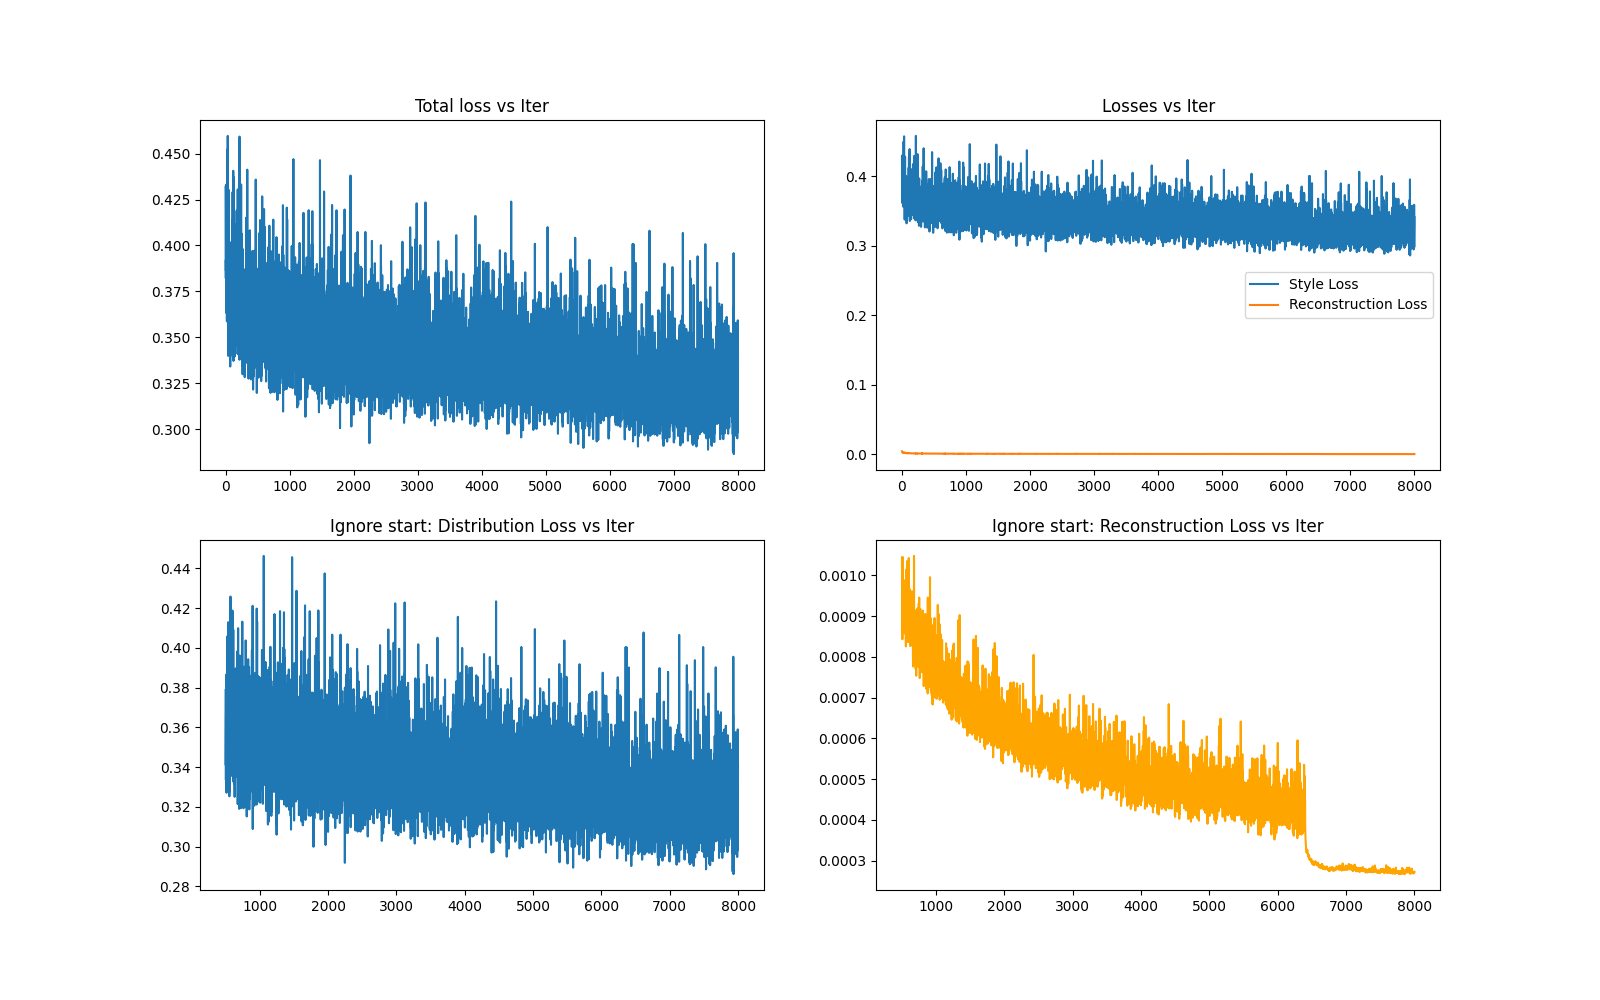 Total loss vs Iter
0.450
0.425
0.400
0.375
0.350
0.325
0.300
0 1000 2000 3000 4000 5000 6000 7000 8000
Losses vs Iter
0.4
0.3
0.2
0.1
0.0
Style Loss
Reconstruction Loss
0 1000 2000 3000 4000 5000 6000 7000 8000
Ignore start: Distribution Loss vs Iter
0.44
0.42
0.40
0.38
0.36
0.34
0.32
0.30
0.28
1000 2000 3000 4000 5000 6000 7000 8000
Ignore start: Reconstruction Loss vs Iter
0.0010
0.0009
0.0008
0.0007
0.0006
0.0005
0.0004
0.0003
1000 2000 3000 4000 5000 6000 7000 8000